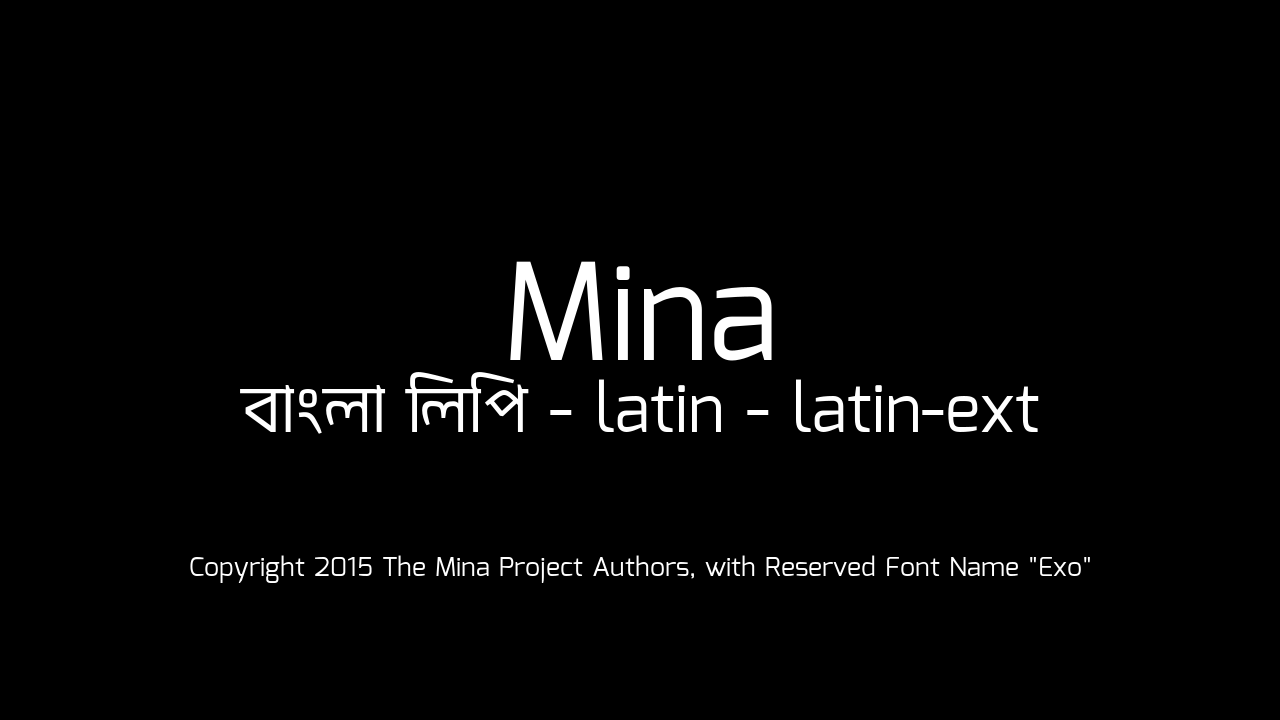 Mina
বাংলা লিপি - latin - latin-ext
Copyright 2015 The Mina Project Authors, with Reserved Font Name "Exo"